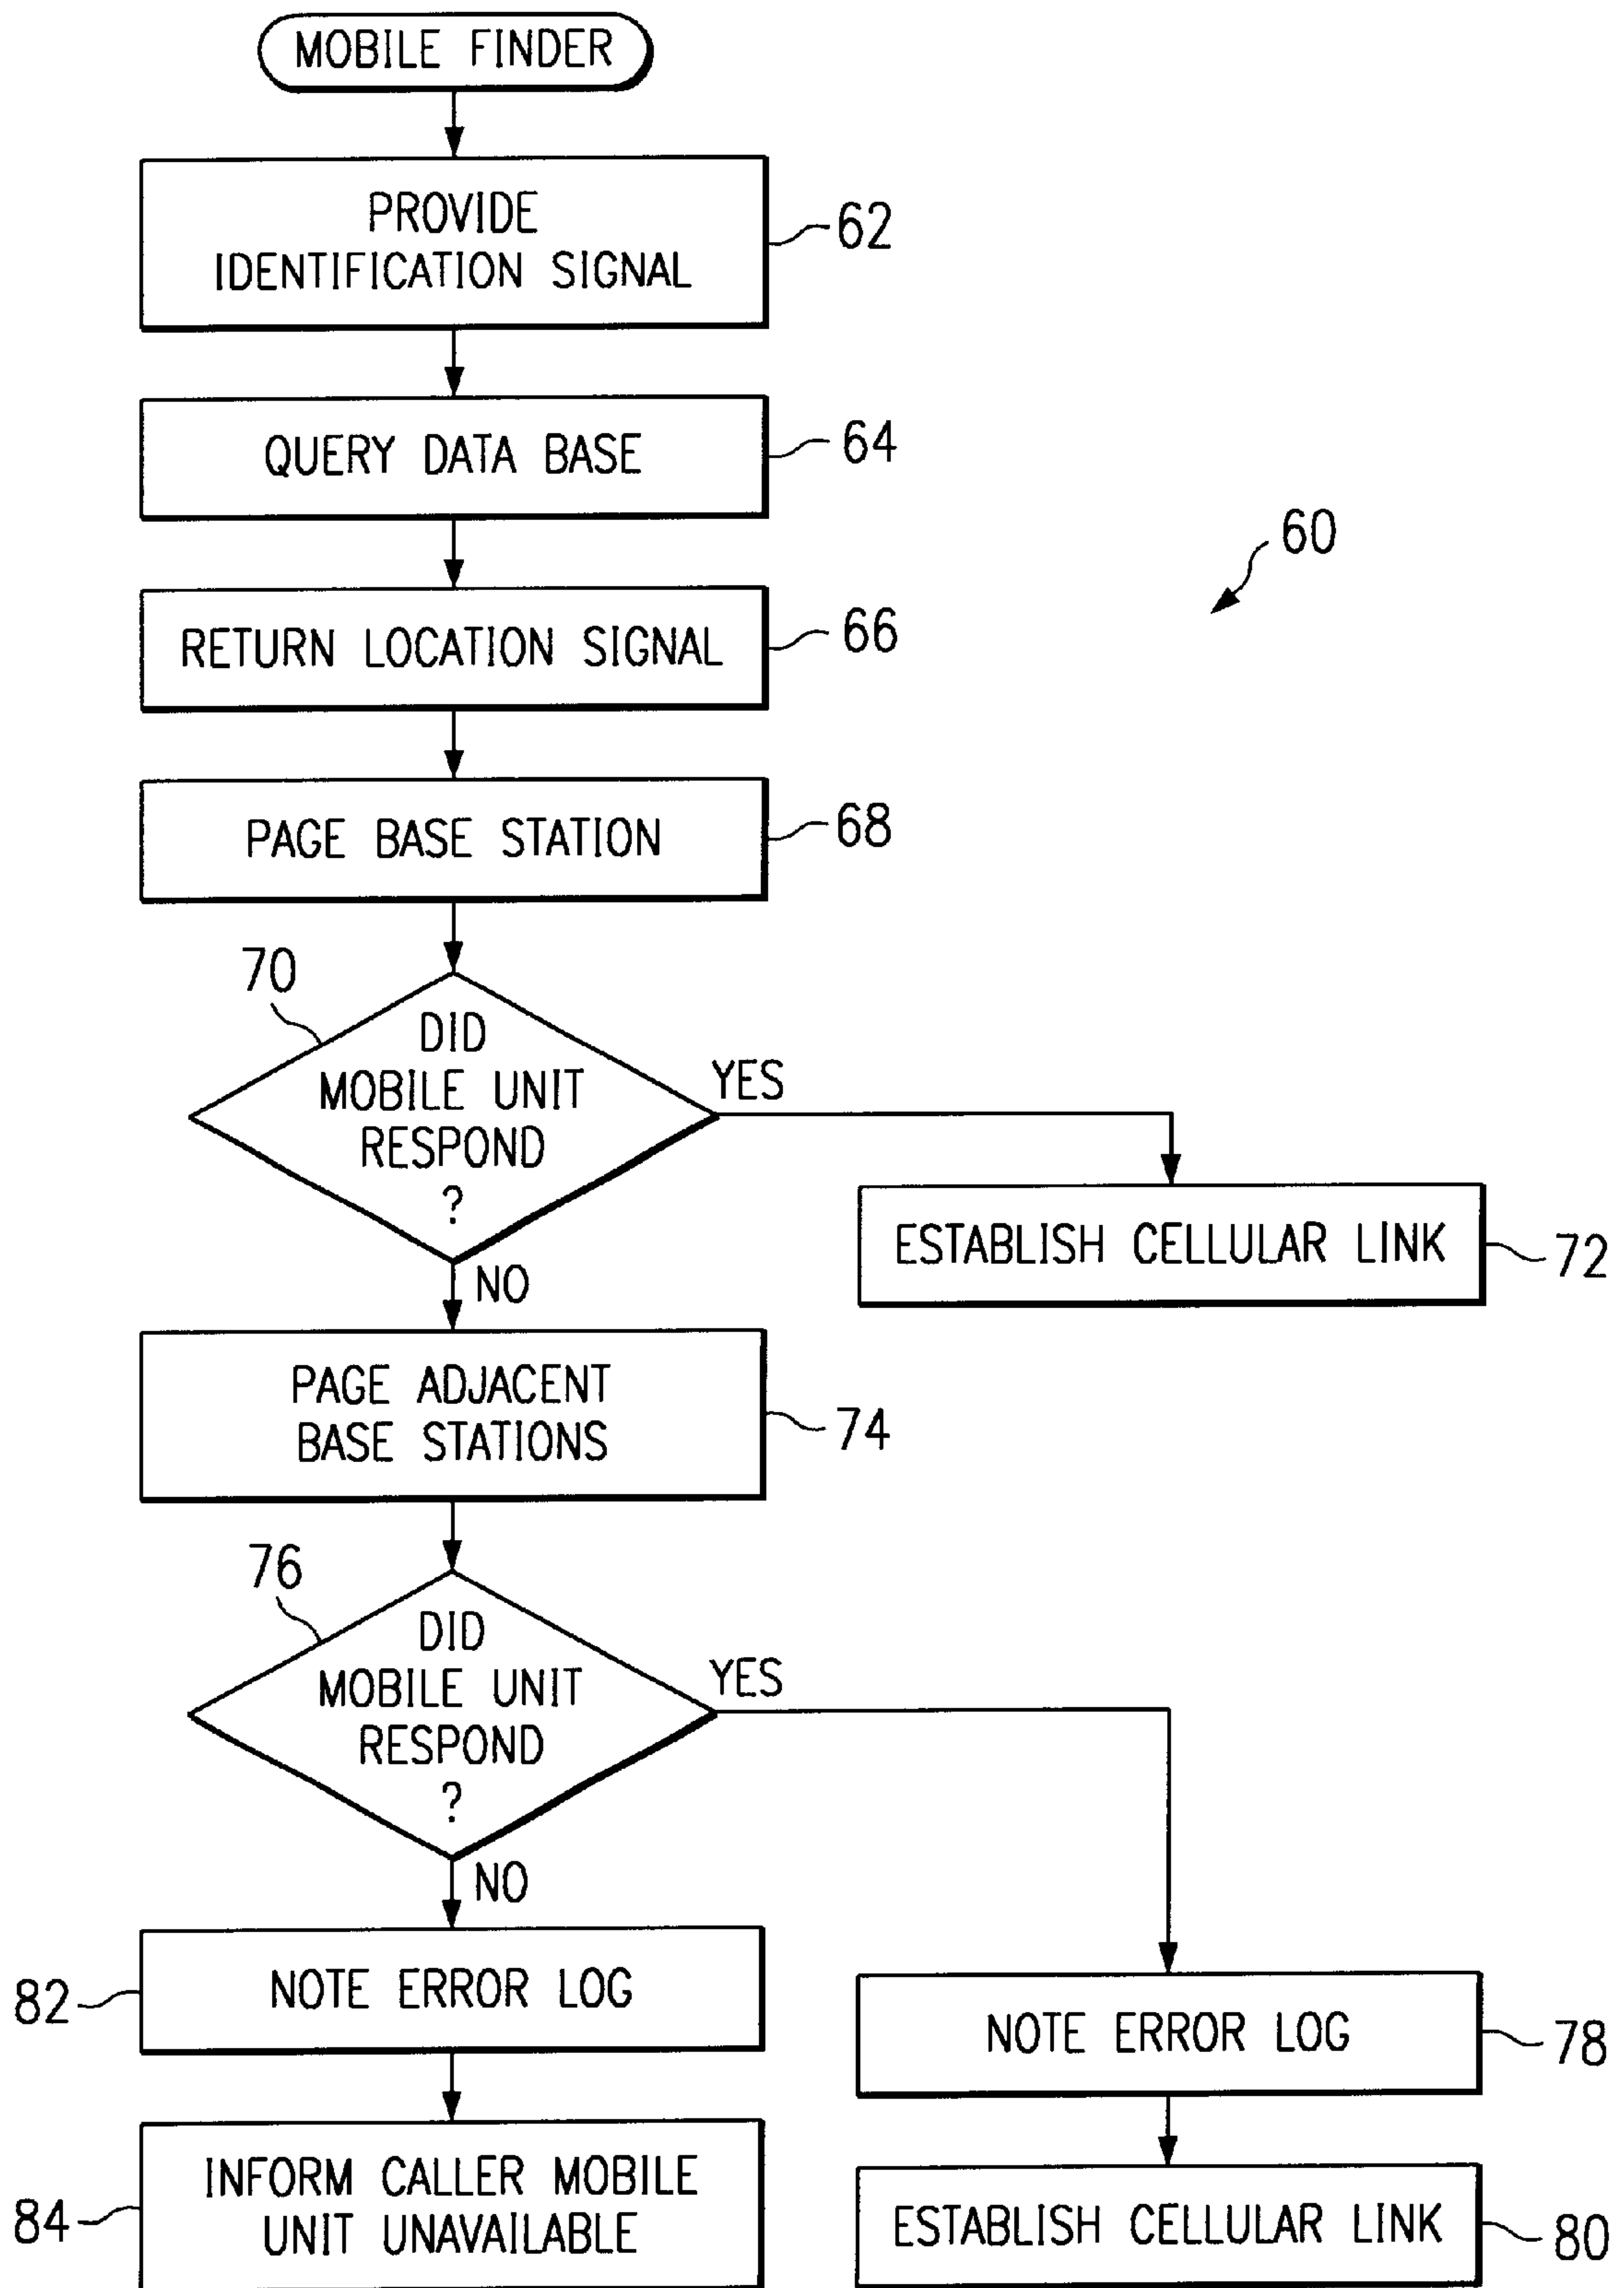 MOBILE FINDER
PROVIDE
IDENTIFICATION SIGNAL
62
QUERY DATA BASE
64
60
RETURN LOCATION SIGNAL
66
PAGE BASE STATION
68
70
DID
MOBILE UNIT
RESPOND
?
YES
ESTABLISH CELLULAR LINK
72
NO
PAGE ADJACENT
BASE STATIONS
74
76
DID
MOBILE UNIT
RESPOND
?
YES
NO
82
NOTE ERROR LOG
NOTE ERROR LOG
78
84
INFORM CALLER MOBILE
UNIT UNAVAILABLE
ESTABLISH CELLULAR LINK
80